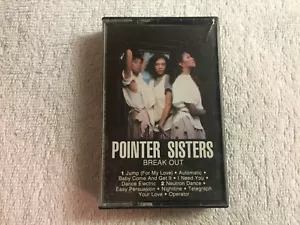 POINTER SISTERS
BREAK OUT
1 Jump (For My Love) • Automatic •
Baby Come And Get It • I Need You •
Dance Electric 2 Neutron Dance •
Easy Persuasion • Nightline • Telegraph
Your Love • Operator